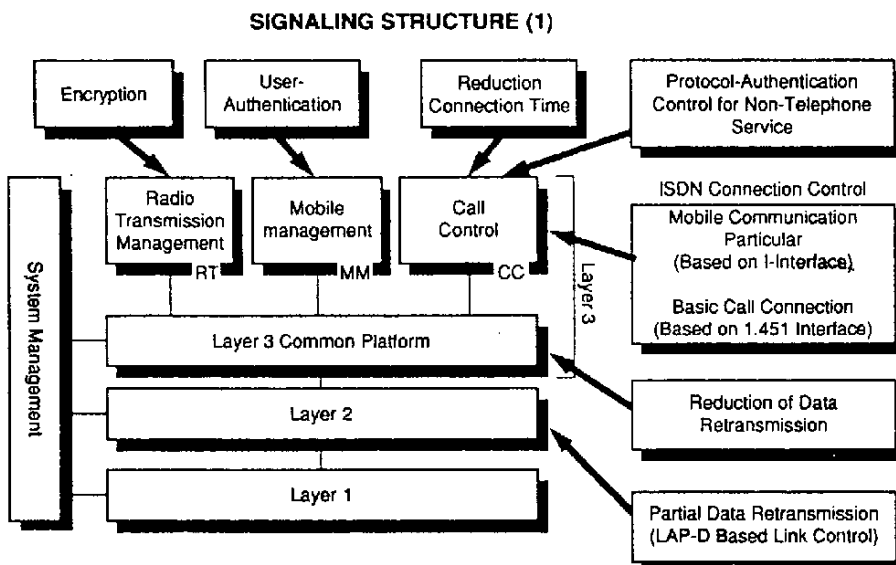 SIGNALING STRUCTURE (1)
Encryption
User-
Authentication
Reduction
Connection Time
Protocol-Authentication
Control for Non-Telephone
Service
System Management
Radio
Transmission
Management
RT
Mobile
management
MM
Call
Control
CC
Layer 3
ISDN Connection Control
Mobile Communication
Particular
(Based on I-Interface)
Basic Call Connection
(Based on 1.451 Interface)
Layer 3 Common Platform
Layer 2
Layer 1
Reduction of Data
Retransmission
Partial Data Retransmission
(LAP-D Based Link Control)